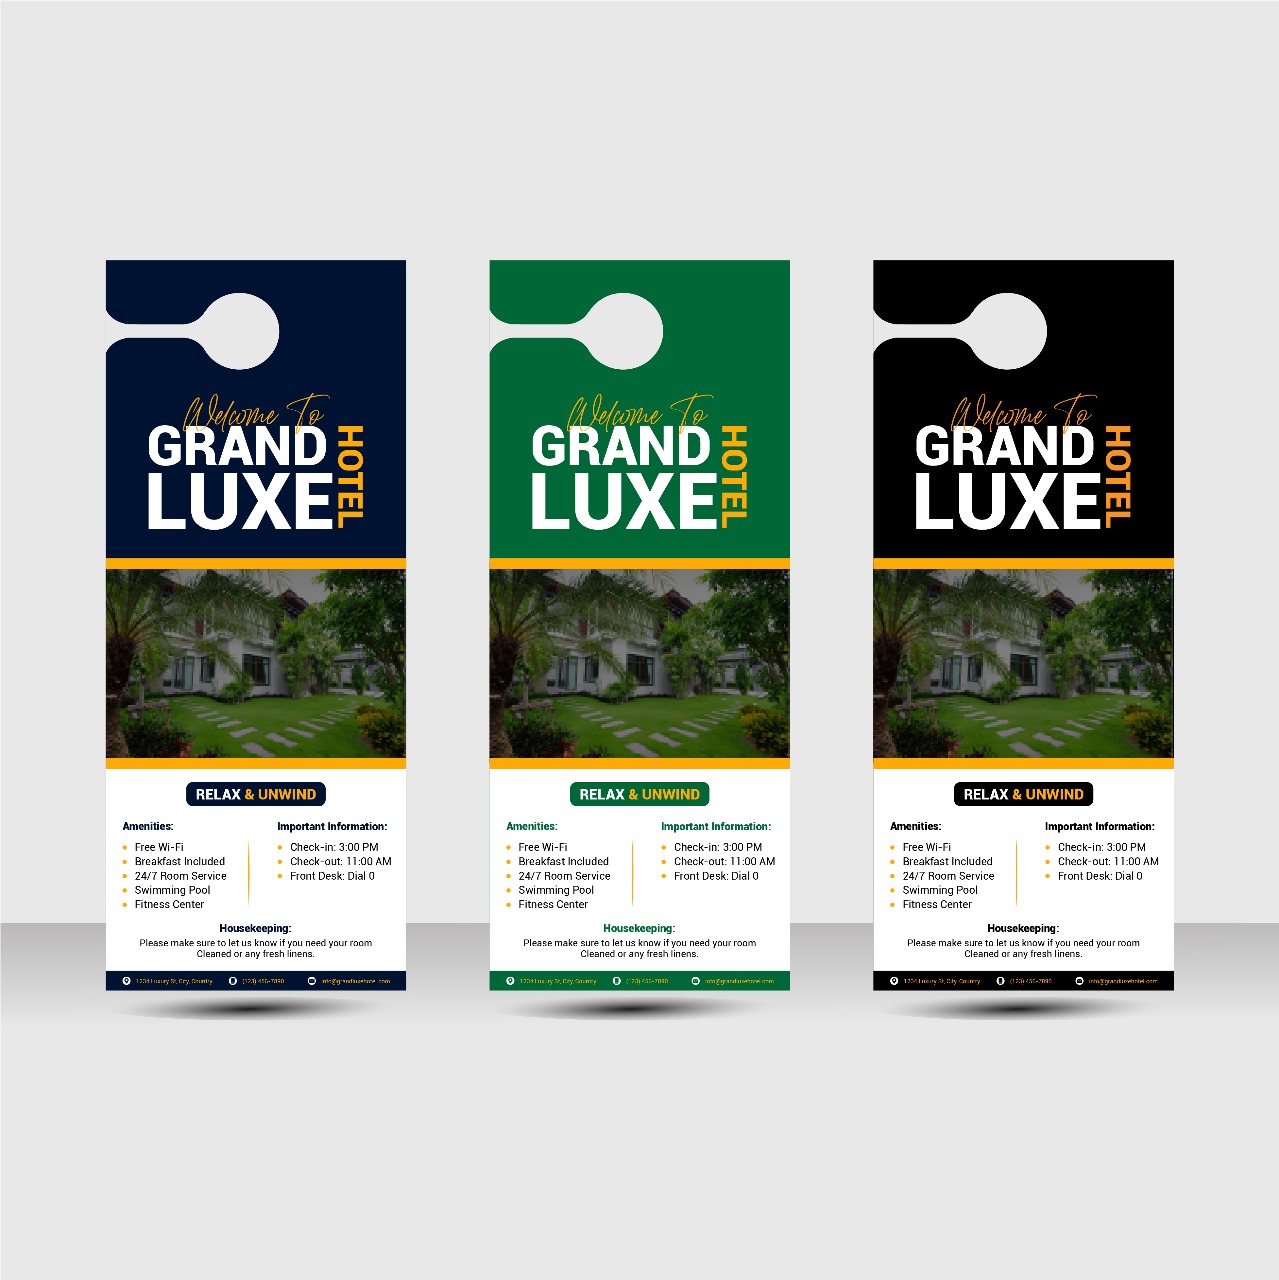 Welcome To
GRAND
LUXE
HOTEL
RELAX & UNWIND
Amenities:
Free Wi-Fi
Breakfast Included
24/7 Room Service
Swimming Pool
Fitness Center
Important Information:
Check-in: 3:00 PM
Check-out: 11:00 AM
Front Desk: Dial 0
Housekeeping:
Please make sure to let us know if you need your room
Cleaned or any fresh linens.
1234 Luxury St, City, Country (123) 456-7890 info@grandluxehotel.com
Welcome To
GRAND
LUXE
HOTEL
RELAX & UNWIND
Amenities:
Free Wi-Fi
Breakfast Included
24/7 Room Service
Swimming Pool
Fitness Center
Important Information:
Check-in: 3:00 PM
Check-out: 11:00 AM
Front Desk: Dial 0
Housekeeping:
Please make sure to let us know if you need your room
Cleaned or any fresh linens.
1234 Luxury St, City, Country (123) 456-7890 info@grandluxehotel.com
Welcome To
GRAND
LUXE
HOTEL
RELAX & UNWIND
Amenities:
Free Wi-Fi
Breakfast Included
24/7 Room Service
Swimming Pool
Fitness Center
Important Information:
Check-in: 3:00 PM
Check-out: 11:00 AM
Front Desk: Dial 0
Housekeeping:
Please make sure to let us know if you need your room
Cleaned or any fresh linens.
1234 Luxury St, City, Country (123) 456-7890 info@grandluxehotel.com